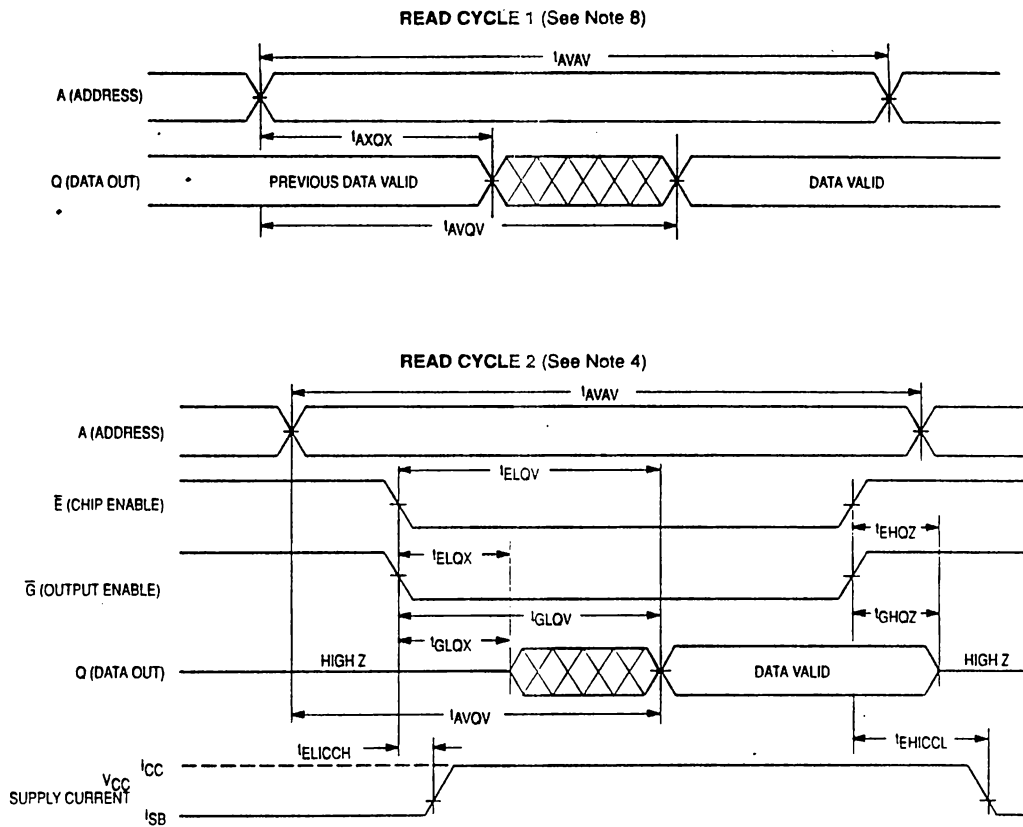 READ CYCLE 1 (See Note 8)
tAVAV
A (ADDRESS)
tAXQX
Q (DATA OUT)
PREVIOUS DATA VALID
DATA VALID
tAVQV
READ CYCLE 2 (See Note 4)
tAVAV
A (ADDRESS)
tELQV
E̅ (CHIP ENABLE)
tEHQZ
tELQX
G̅ (OUTPUT ENABLE)
tGLQV
tGHQZ
tGLQX
Q (DATA OUT)
HIGH Z
DATA VALID
HIGH Z
tAVQV
tELICCH
tEHICCL
ICC
VCC
SUPPLY CURRENT
ISB